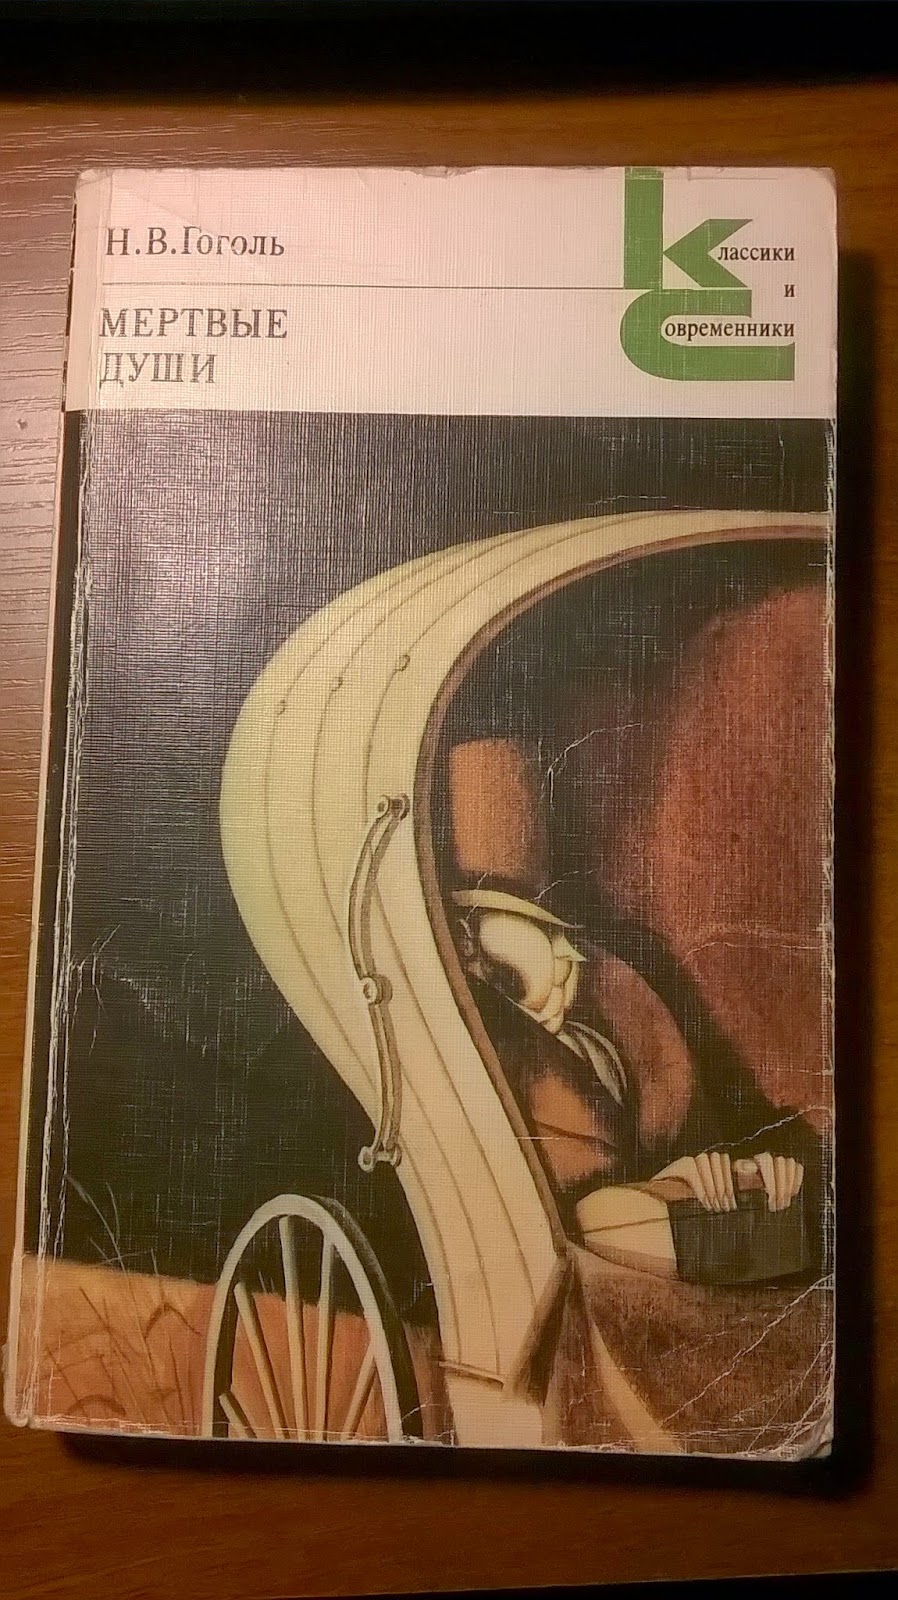 Н.В.Гоголь
МЕРТВЫЕ
ДУШИ
Классики
и
Современники